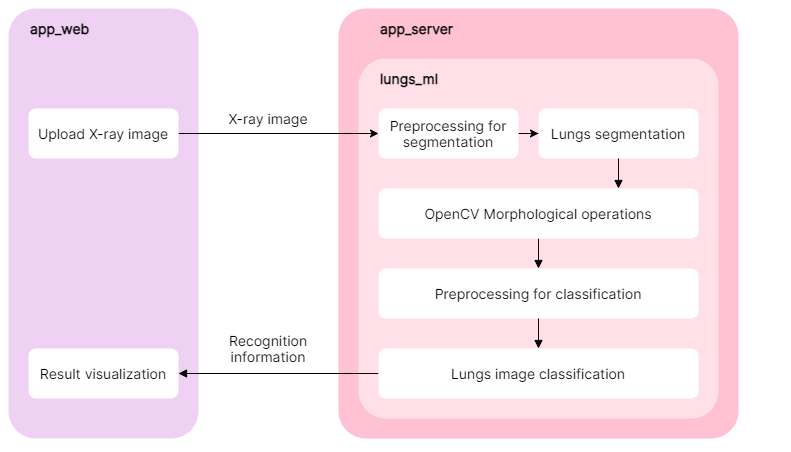 app_web
app_server
lungs_ml
Upload X-ray image
X-ray image
Preprocessing for
segmentation
Lungs segmentation
OpenCV Morphological operations
Preprocessing for classification
Recognition
information
Result visualization
Lungs image classification